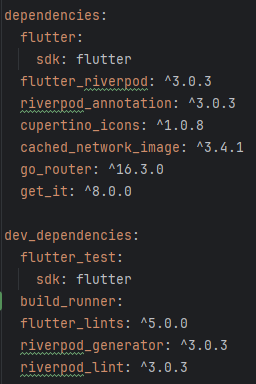 dependencies:
  flutter:
    sdk: flutter
  flutter_riverpod: ^3.0.3
  riverpod_annotation: ^3.0.3
  cupertino_icons: ^1.0.8
  cached_network_image: ^3.4.1
  go_router: ^16.3.0
  get_it: ^8.0.0

dev_dependencies:
  flutter_test:
    sdk: flutter
  build_runner:
  flutter_lints: ^5.0.0
  riverpod_generator: ^3.0.3
  riverpod_lint: ^3.0.3